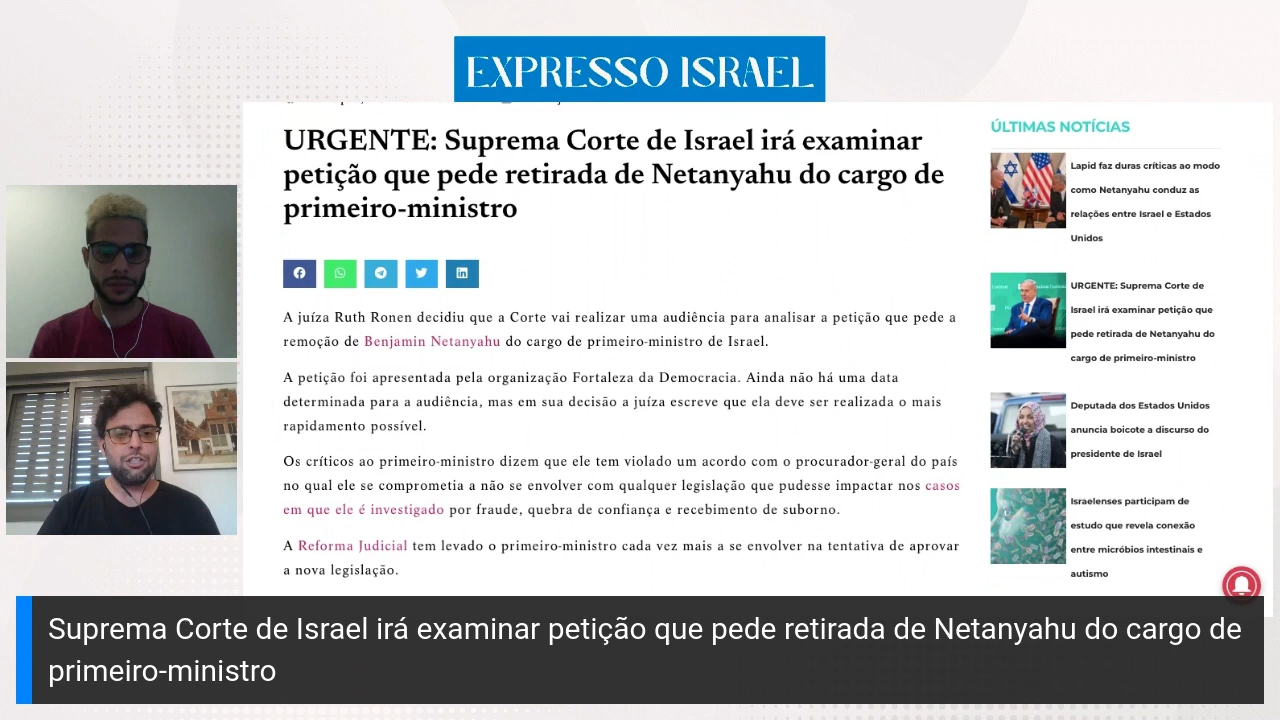 EXPRESSO ISRAEL
URGENTE: Suprema Corte de Israel irá examinar
petição que pede retirada de Netanyahu do cargo de
primeiro-ministro
A juíza Ruth Ronen decidiu que a Corte vai realizar uma audiência para analisar a petição que pede a
remoção de Benjamin Netanyahu do cargo de primeiro-ministro de Israel.
A petição foi apresentada pela organização Fortaleza da Democracia. Ainda não há uma data
determinada para a audiência, mas em sua decisão a juíza escreve que ela deve ser realizada o mais
rapidamento possível.
Os críticos ao primeiro-ministro dizem que ele tem violado um acordo com o procurador-geral do país
no qual ele se comprometia a não se envolver com qualquer legislação que pudesse impactar nos casos
em que ele é investigado por fraude, quebra de confiança e recebimento de suborno.
A Reforma Judicial tem levado o primeiro-ministro cada vez mais a se envolver na tentativa de aprovar
a nova legislação.
ÚLTIMAS NOTÍCIAS
Lapid faz duras críticas ao modo
como Netanyahu conduz as
relações entre Israel e Estados
Unidos
URGENTE: Suprema Corte de
Israel irá examinar petição que
pede retirada de Netanyahu do
cargo de primeiro-ministro
Deputada dos Estados Unidos
anuncia boicote a discurso do
presidente de Israel
Israelenses participam de
estudo que revela conexão
entre micróbios intestinais e
autismo
Suprema Corte de Israel irá examinar petição que pede retirada de Netanyahu do cargo de
primeiro-ministro